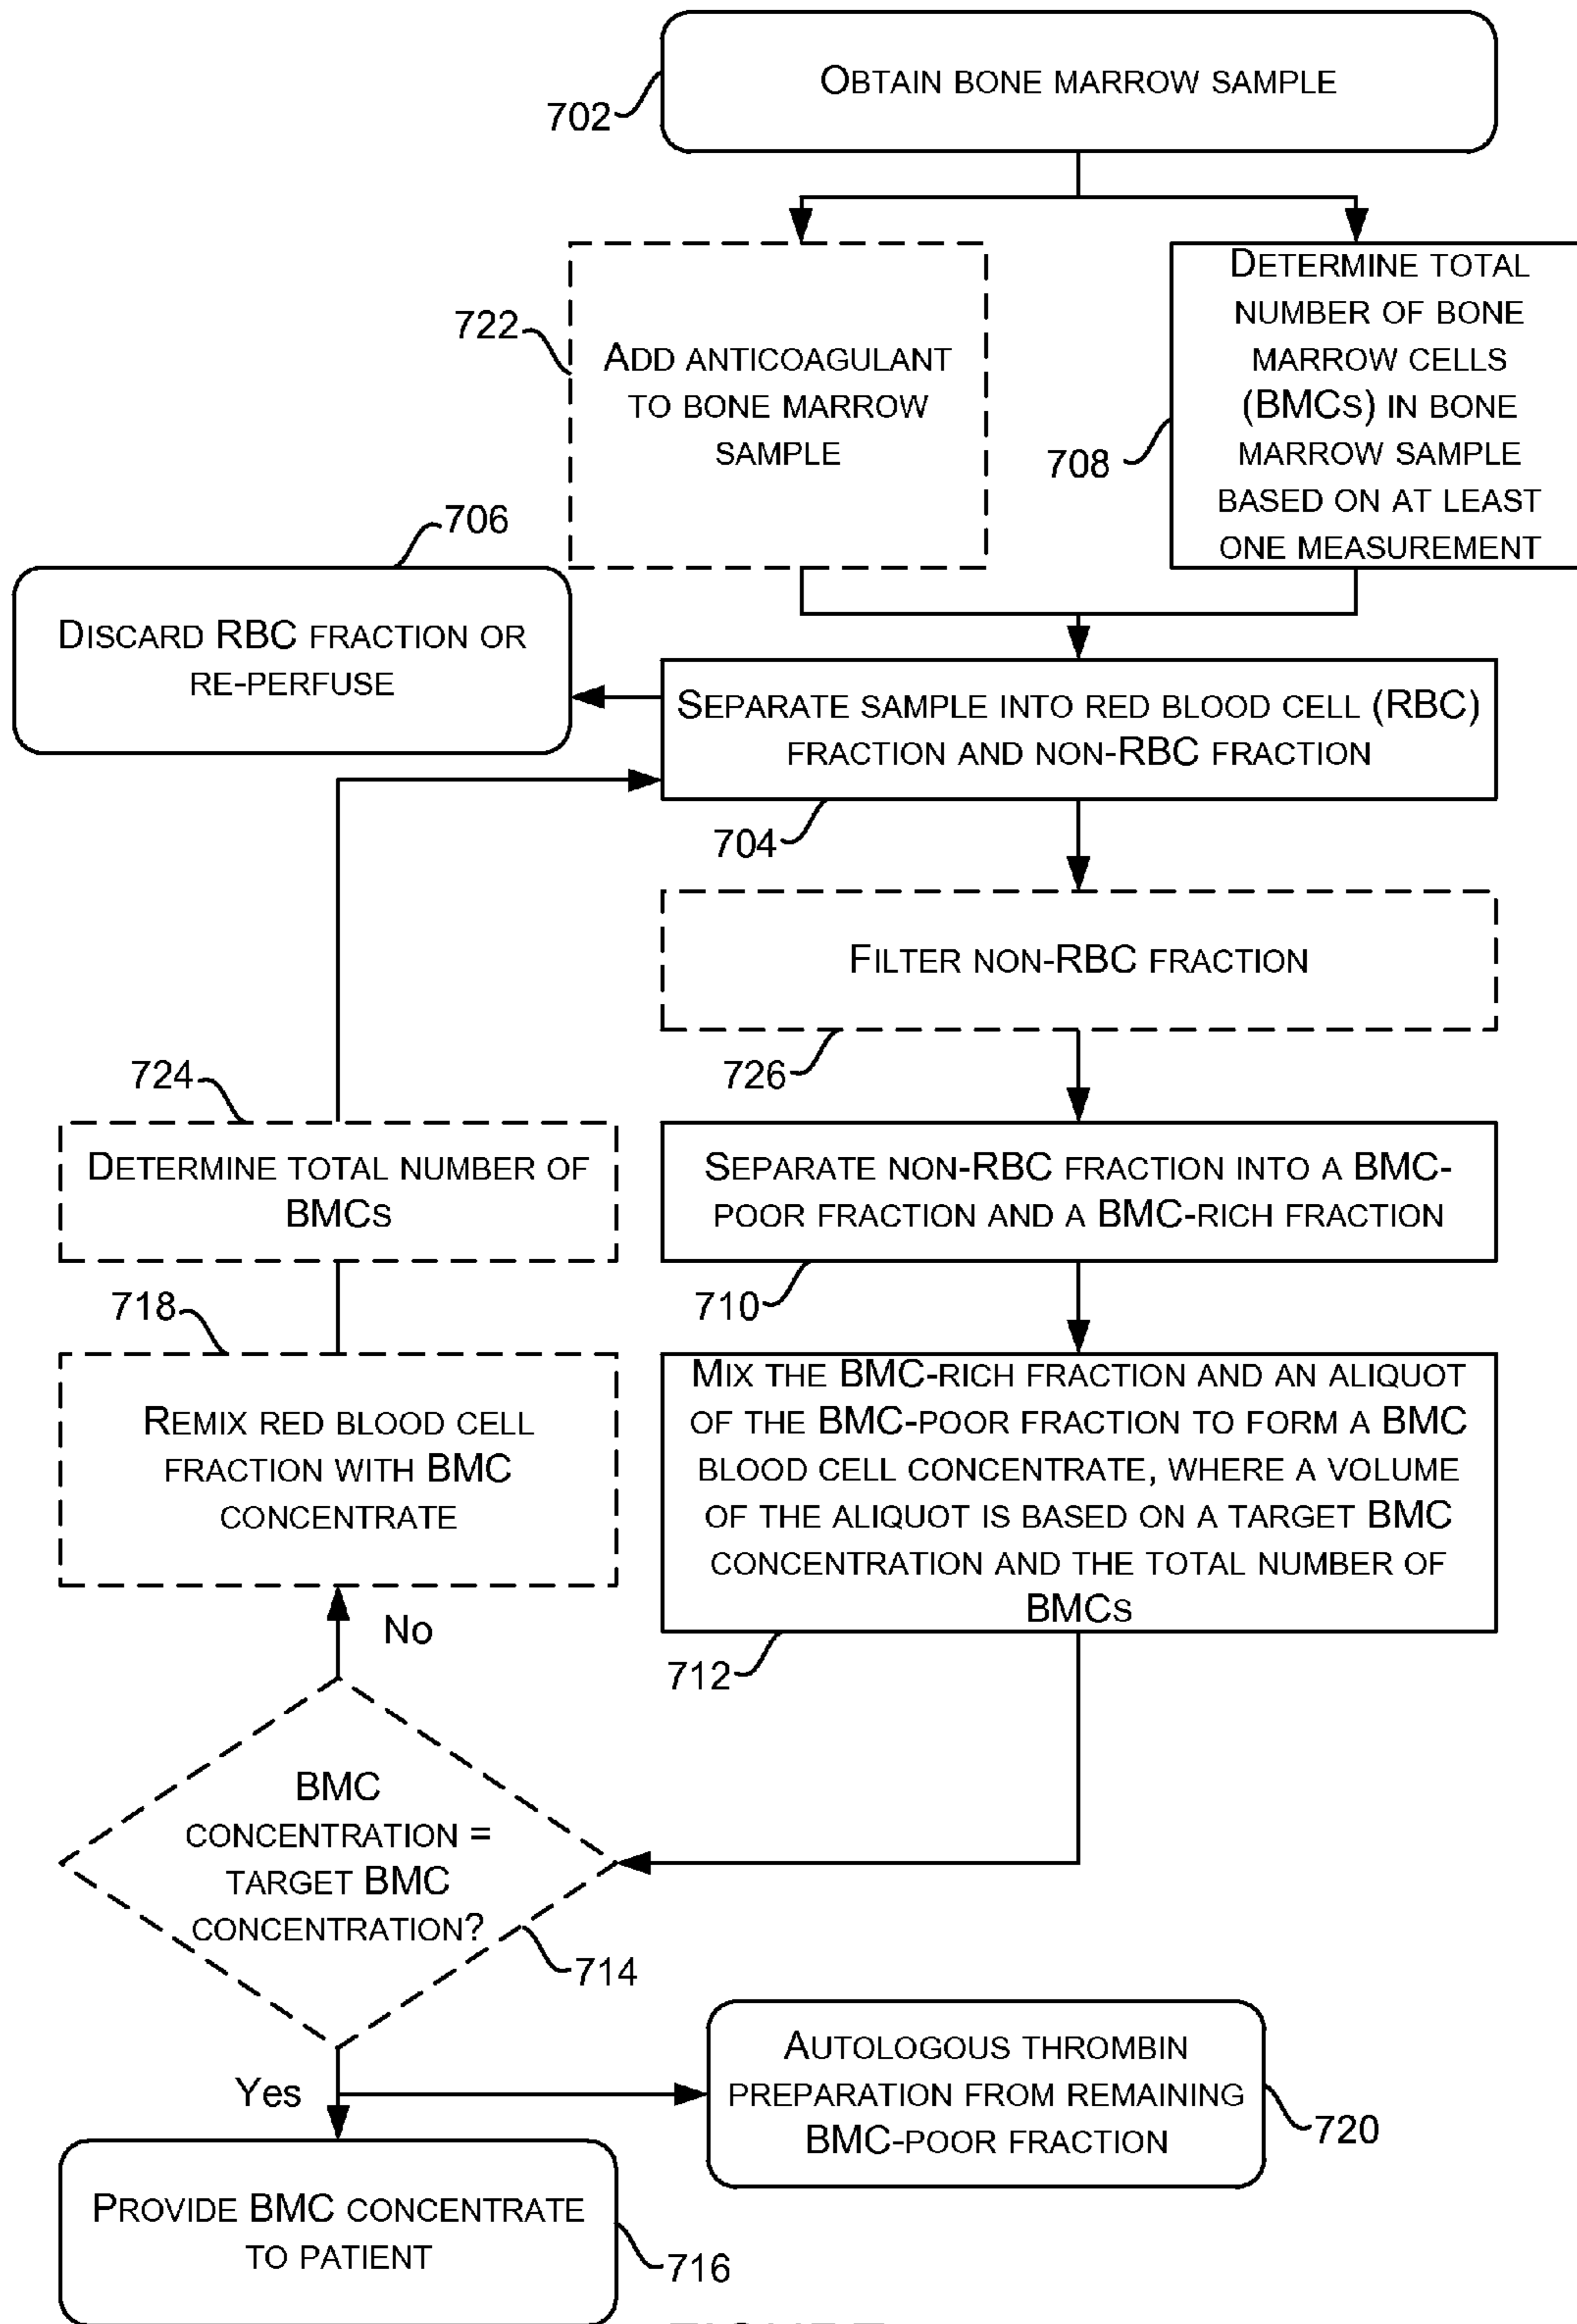 OBTAIN BONE MARROW SAMPLE
702
ADD ANTICOAGULANT
TO BONE MARROW
SAMPLE
722
DETERMINE TOTAL
NUMBER OF BONE
MARROW CELLS
(BMCS) IN BONE
MARROW SAMPLE
BASED ON AT LEAST
ONE MEASUREMENT
708
706
DISCARD RBC FRACTION OR
RE-PERFUSE
SEPARATE SAMPLE INTO RED BLOOD CELL (RBC)
FRACTION AND NON-RBC FRACTION
704
FILTER NON-RBC FRACTION
726
724
DETERMINE TOTAL NUMBER OF
BMCS
SEPARATE NON-RBC FRACTION INTO A BMC-
POOR FRACTION AND A BMC-RICH FRACTION
710
718
REMIX RED BLOOD CELL
FRACTION WITH BMC
CONCENTRATE
MIX THE BMC-RICH FRACTION AND AN ALIQUOT
OF THE BMC-POOR FRACTION TO FORM A BMC
BLOOD CELL CONCENTRATE, WHERE A VOLUME
OF THE ALIQUOT IS BASED ON A TARGET BMC
CONCENTRATION AND THE TOTAL NUMBER OF
BMCS
712
No
BMC
CONCENTRATION =
TARGET BMC
CONCENTRATION?
714
Yes
AUTOLOGOUS THROMBIN
PREPARATION FROM REMAINING
BMC-POOR FRACTION
720
PROVIDE BMC CONCENTRATE
TO PATIENT
716